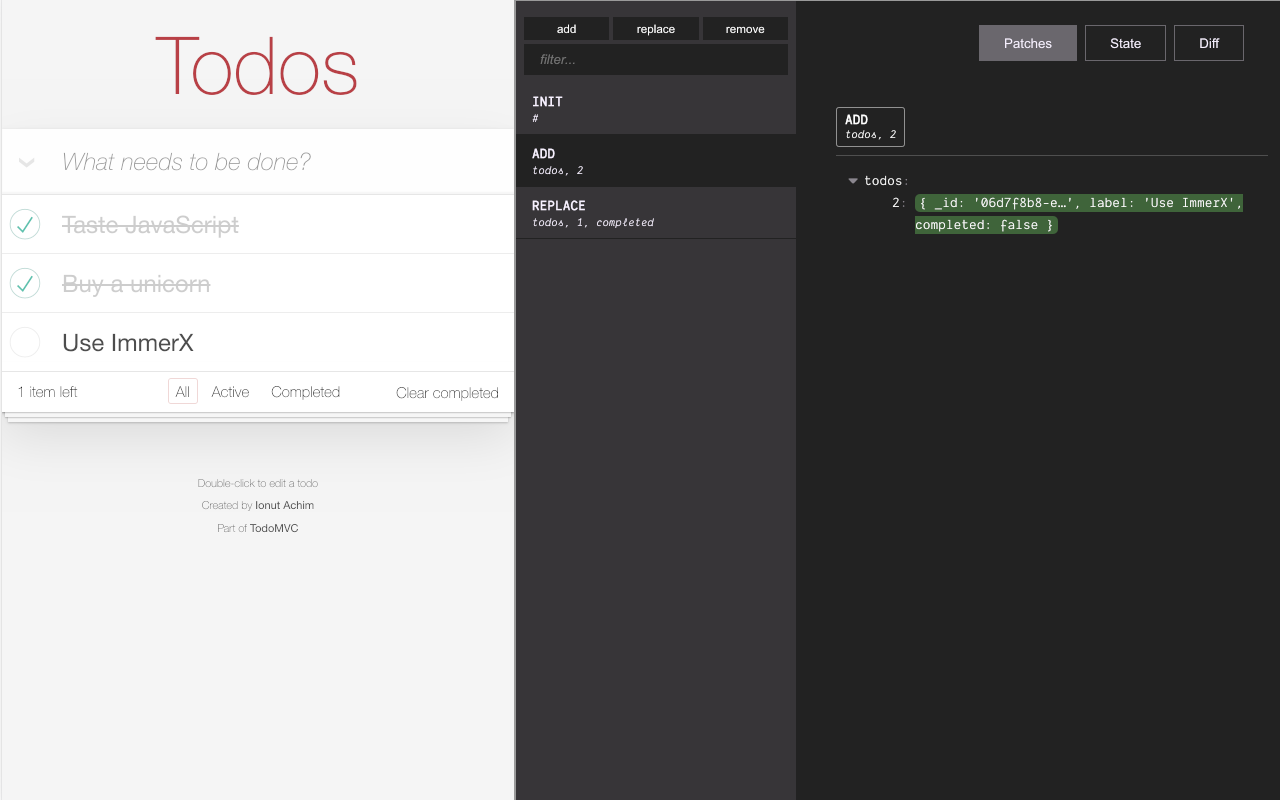 Todos
What needs to be done?
Taste JavaScript
Buy a unicorn
Use ImmerX
1 item left
All
Active
Completed
Clear completed
Double-click to edit a todo
Created by Ionut Achim
Part of TodoMVC
add
replace
remove
filter...
INIT
#
ADD
todos, 2
REPLACE
todos, 1, completed
Patches
State
Diff
ADD
todos, 2
todos:
2: { _id: '06d7f8b8-e…', label: 'Use ImmerX',
completed: false }